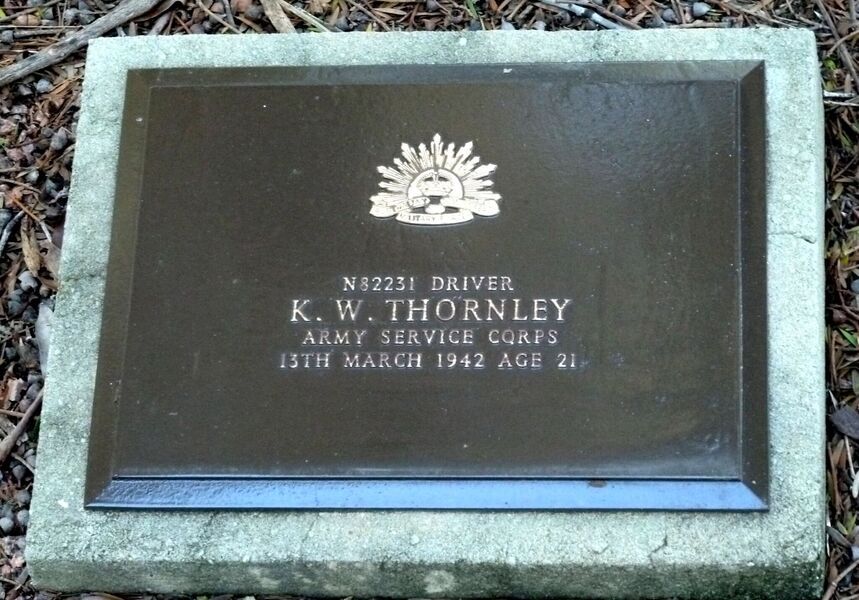 N82231 DRIVER
K. W. THORNLEY
ARMY SERVICE CORPS
13TH MARCH 1942 AGE 21